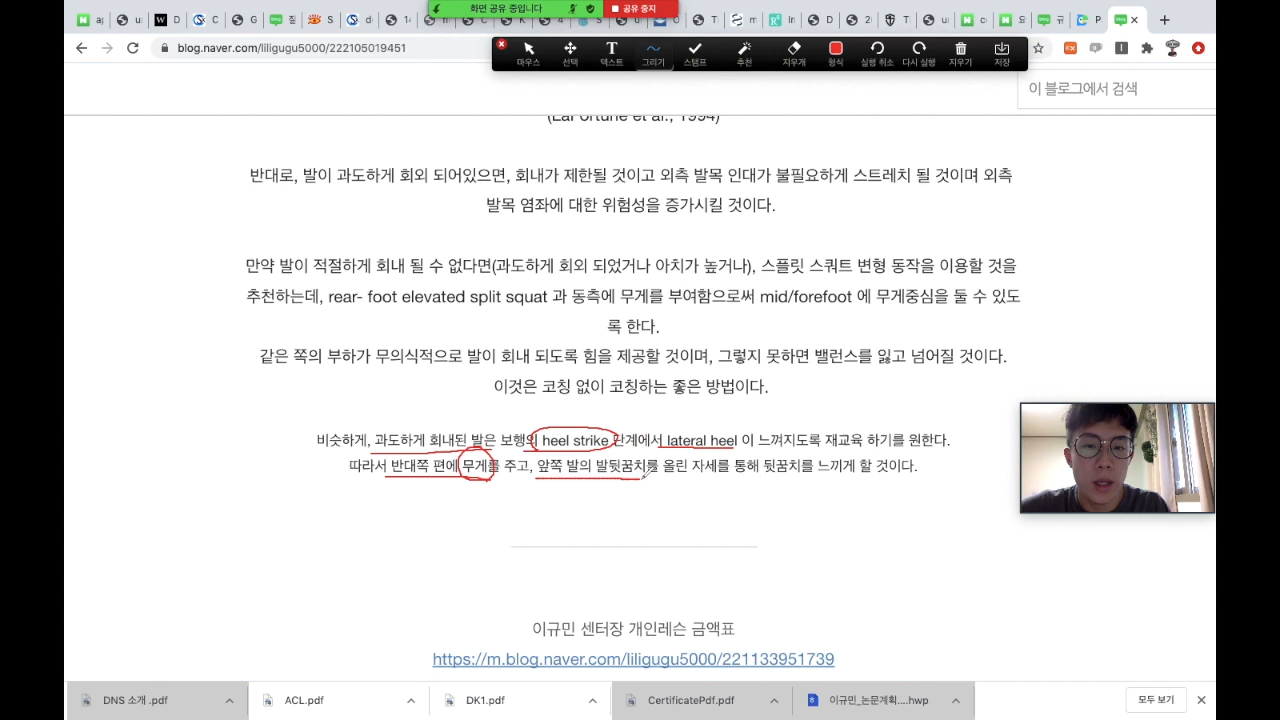 화면 공유 중입니다
공유 중지
blog.naver.com/liligugu5000/222105019451
마우스 선택 텍스트 그리기 스탬프 추천 지우개 형식 실행 취소 다시 실행 지우기 저장
이 블로그에서 검색
(LaFortune et al., 1994)
반대로, 발이 과도하게 회외 되어있으면, 회내가 제한될 것이고 외측 발목 인대가 불필요하게 스트레치 될 것이며 외측
발목 염좌에 대한 위험성을 증가시킬 것이다.
만약 발이 적절하게 회내 될 수 없다면(과도하게 회외 되었거나 아치가 높거나), 스플릿 스쿼트 변형 동작을 이용할 것을
추천하는데, rear- foot elevated split squat 과 동측에 무게를 부여함으로써 mid/forefoot 에 무게중심을 둘 수 있도
록 한다.
같은 쪽의 부하가 무의식적으로 발이 회내 되도록 힘을 제공할 것이며, 그렇지 못하면 밸런스를 잃고 넘어질 것이다.
이것은 코칭 없이 코칭하는 좋은 방법이다.
비슷하게, 과도하게 회내된 발은 보행의 heel strike 단계에서 lateral heel 이 느껴지도록 재교육 하기를 원한다.
따라서 반대쪽 편에 무게를 주고, 앞쪽 발의 발뒷꿈치를 올린 자세를 통해 뒷꿈치를 느끼게 할 것이다.
이규민 센터장 개인레슨 금액표
https://m.blog.naver.com/liligugu5000/221133951739
DNS 소개 .pdf
ACL.pdf
DK1.pdf
CertificatePdf.pdf
이규민_논문계획....hwp
모두 보기